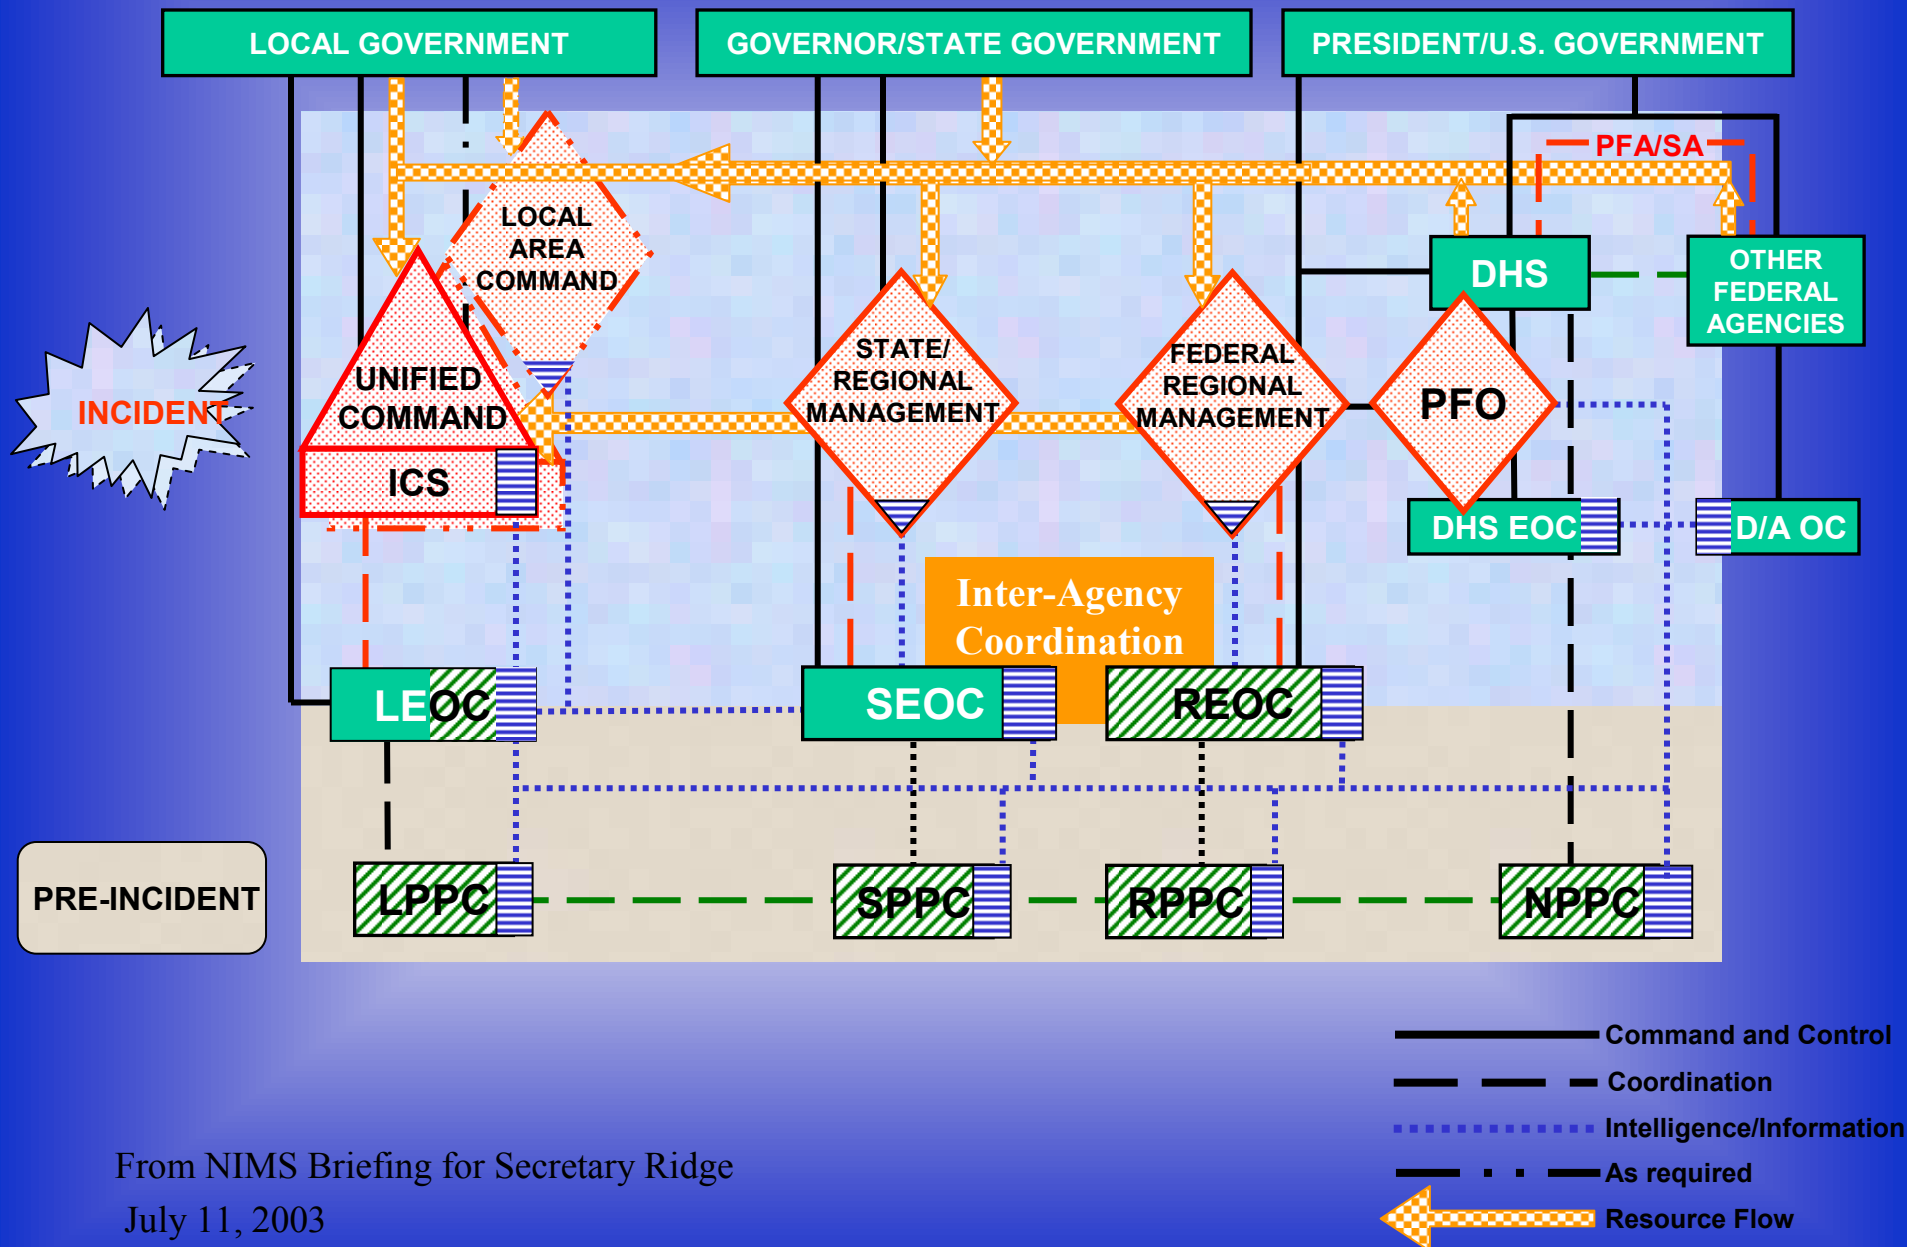 LOCAL GOVERNMENT
GOVERNOR/STATE GOVERNMENT
PRESIDENT/U.S. GOVERNMENT
PFA/SA
LOCAL
AREA
COMMAND
DHS
OTHER
FEDERAL
AGENCIES
INCIDENT
UNIFIED
COMMAND
ICS
STATE/
REGIONAL
MANAGEMENT
FEDERAL
REGIONAL
MANAGEMENT
PFO
DHS EOC
D/A OC
Inter-Agency
Coordination
LEOC
SEOC
REOC
PRE-INCIDENT
LPPC
SPPC
RPPC
NPPC
Command and Control
Coordination
Intelligence/Information
As required
Resource Flow
From NIMS Briefing for Secretary Ridge
July 11, 2003